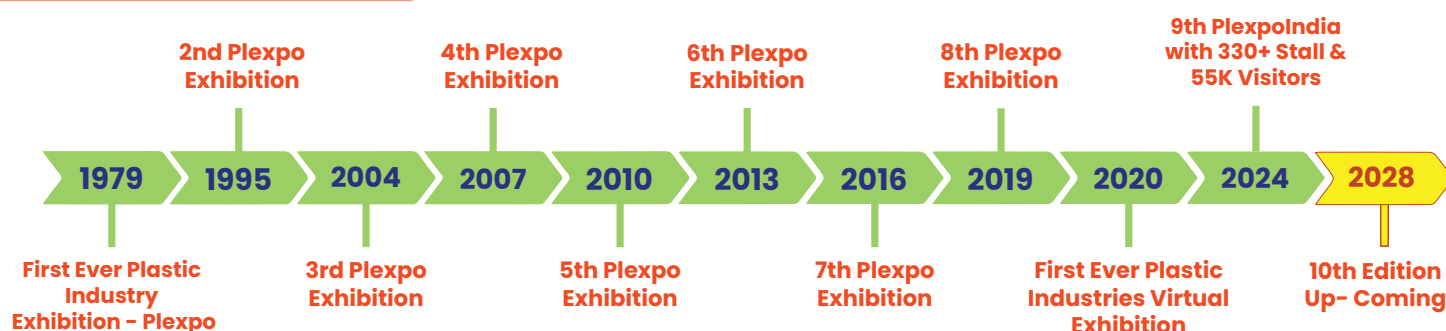 2nd Plexpo
Exhibition
4th Plexpo
Exhibition
6th Plexpo
Exhibition
8th Plexpo
Exhibition
9th PlexpoIndia
with 330+ Stall &
55K Visitors
1979
1995
2004
2007
2010
2013
2016
2019
2020
2024
2028
First Ever Plastic
Industry
Exhibition - Plexpo
3rd Plexpo
Exhibition
5th Plexpo
Exhibition
7th Plexpo
Exhibition
First Ever Plastic
Industries Virtual
Exhibition
10th Edition
Up- Coming